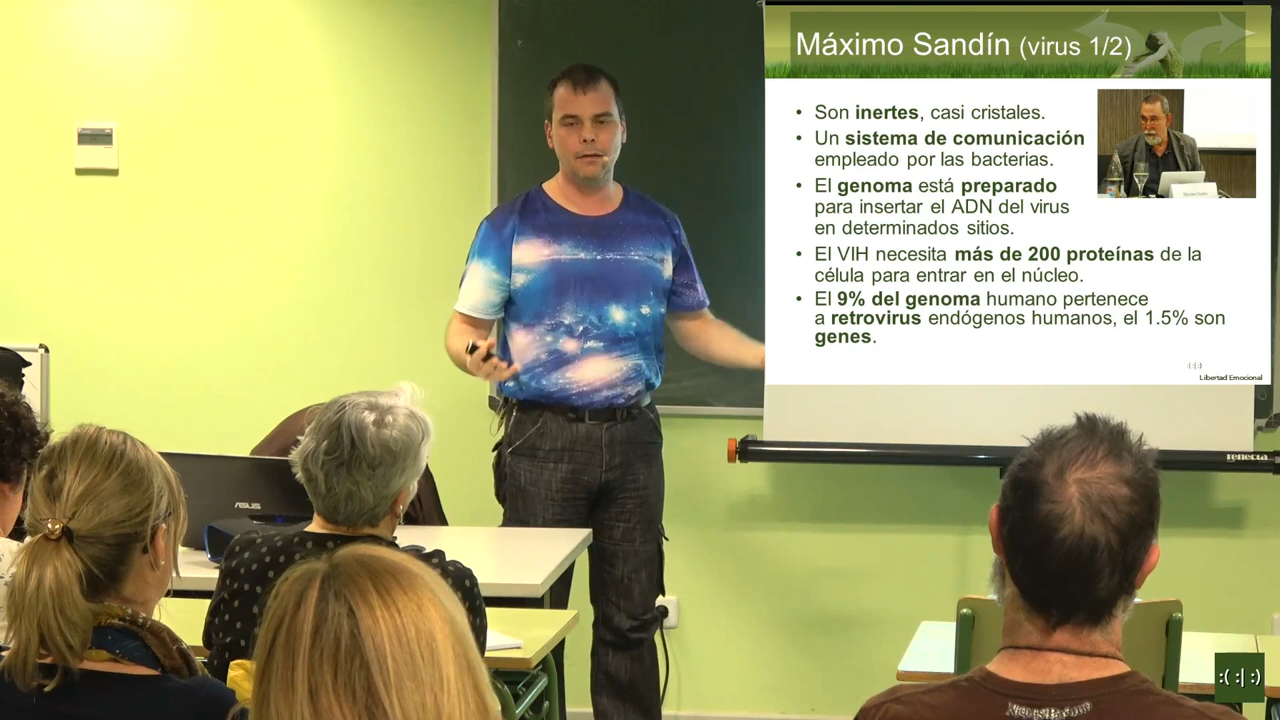 Máximo Sandín (virus 1/2)
• Son inertes, casi cristales.
• Un sistema de comunicación
empleado por las bacterias.
• El genoma está preparado
para insertar el ADN del virus
en determinados sitios.
• El VIH necesita más de 200 proteínas de la
célula para entrar en el núcleo.
• El 9% del genoma humano pertenece
a retrovirus endógenos humanos, el 1.5% son
genes.
:(:|:)
Libertad Emocional
reflecta
ASUS
:( :| :)